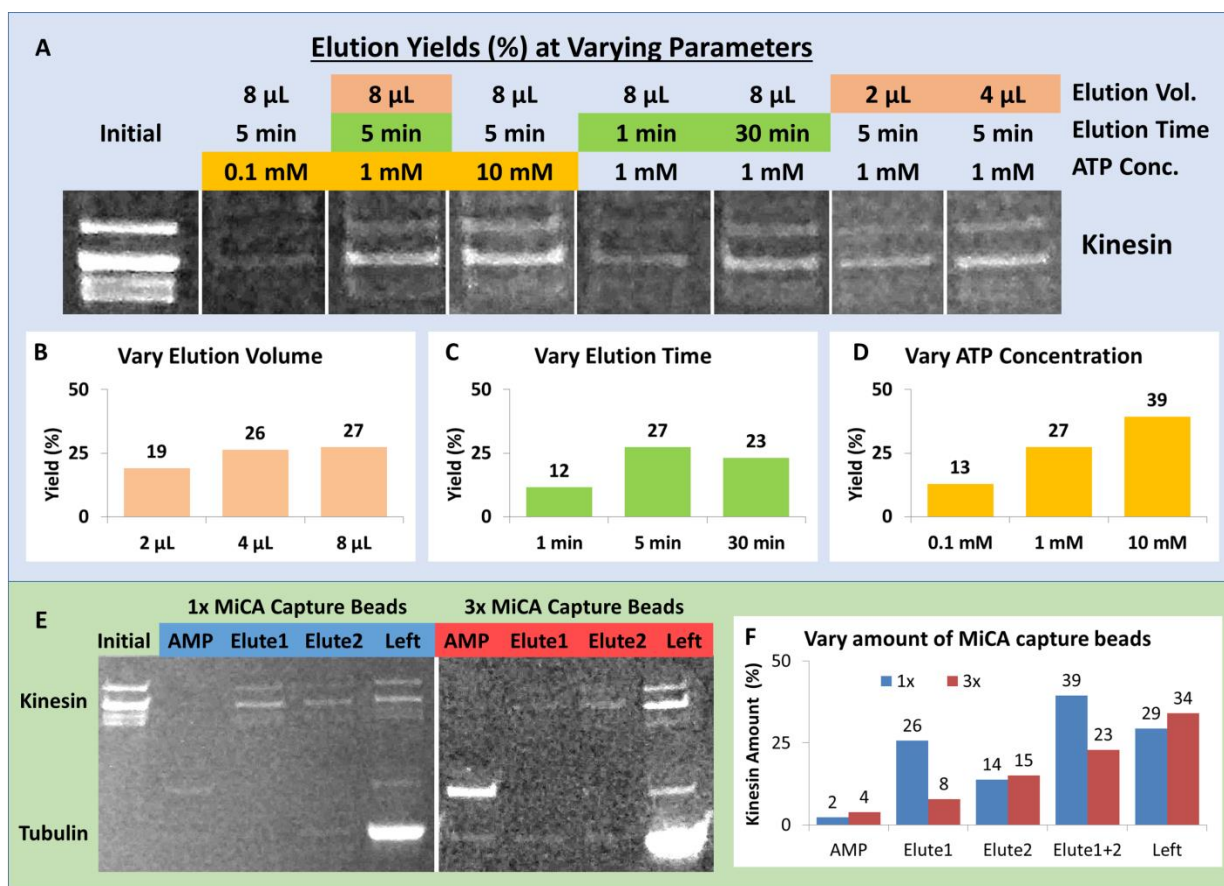 A
Elution Yields (%) at Varying Parameters
8 µL 8 µL 8 µL 8 µL 8 µL 2 µL 4 µL Elution Vol.
Initial 5 min 5 min 5 min 1 min 30 min 5 min 5 min Elution Time
0.1 mM 1 mM 10 mM 1 mM 1 mM 1 mM 1 mM ATP Conc.
Kinesin
B Vary Elution Volume
Yield (%)
50
25
0
19
26
27
2 µL 4 µL 8 µL
C Vary Elution Time
Yield (%)
50
25
0
12
27
23
1 min 5 min 30 min
D Vary ATP Concentration
Yield (%)
50
25
0
13
27
39
0.1 mM 1 mM 10 mM
E
1x MiCA Capture Beads 3x MiCA Capture Beads
Initial AMP Elute1 Elute2 Left AMP Elute1 Elute2 Left
Kinesin
Tubulin
F Vary amount of MiCA capture beads
Kinesin Amount (%)
50
25
0
1x 3x
2 4 26 8 14 15 39 23 29 34
AMP Elute1 Elute2 Elute1+2 Left